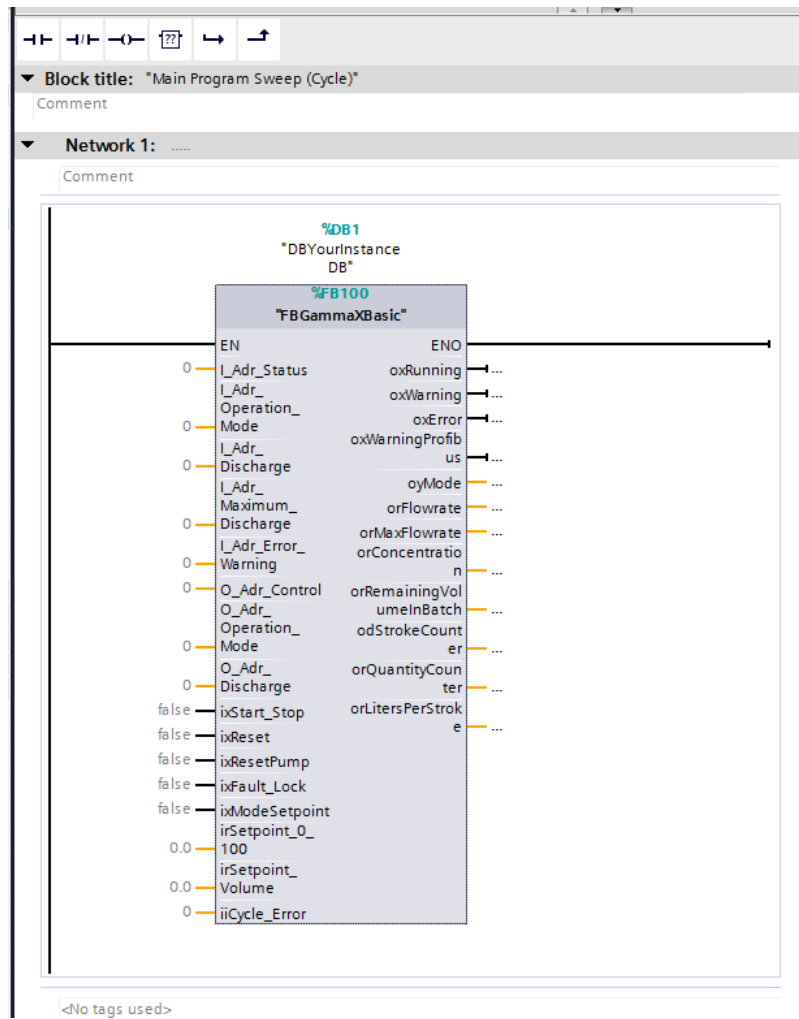 ??
Block title: "Main Program Sweep (Cycle)"
Comment
Network 1: .....
Comment
%DB1
"DBYourInstance
DB"
%FB100
"FBGammaXBasic"
EN ENO
0 I_Adr_Status oxRunning ...
I_Adr_
Operation_
0 Mode
oxWarning ...
oxError ...
I_Adr_
0 Discharge
oxWarningProfib
us ...
I_Adr_
Maximum_
0 Discharge
oyMode ...
orFlowrate ...
orMaxFlowrate ...
I_Adr_Error_
0 Warning
orConcentratio
n ...
0 O_Adr_Control
orRemainingVol
umeInBatch ...
O_Adr_
Operation_
0 Mode
odStrokeCount
er ...
O_Adr_
0 Discharge
orQuantityCoun
ter ...
false ixStart_Stop
orLitersPerStrok
e ...
false ixReset
false ixResetPump
false ixFault_Lock
false ixModeSetpoint
irSetpoint_0_
0.0 100
irSetpoint_
0.0 Volume
0 iiCycle_Error
<No tags used>